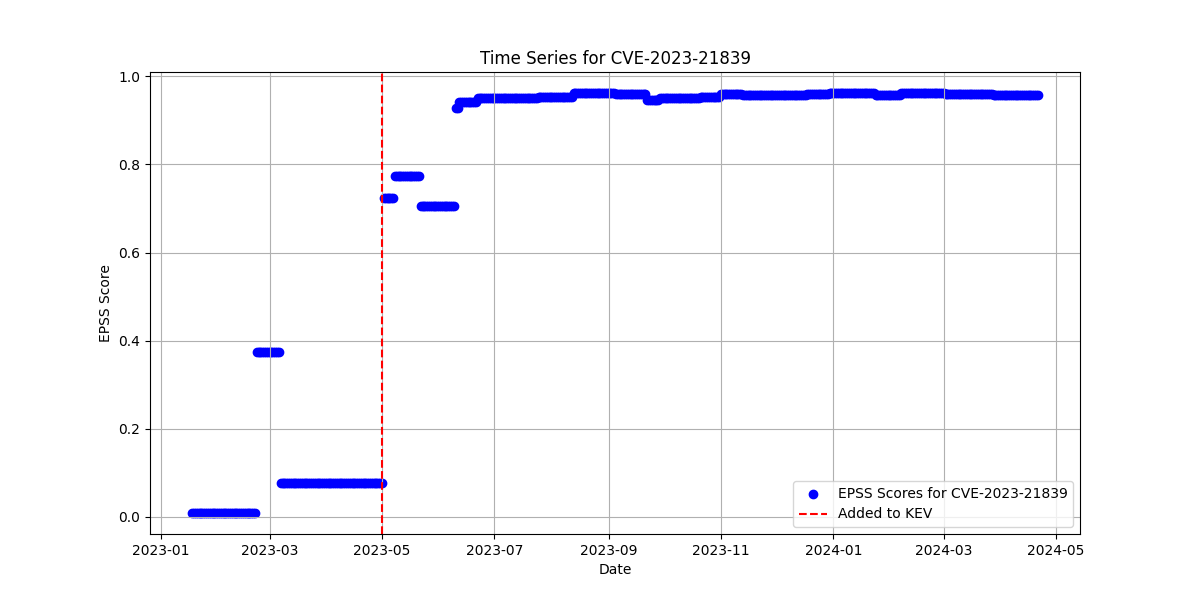 Time Series for CVE-2023-21839
EPSS Score
1.0
0.8
0.6
0.4
0.2
0.0
EPSS Scores for CVE-2023-21839
Added to KEV
2023-01 2023-03 2023-05 2023-07 2023-09 2023-11 2024-01 2024-03 2024-05
Date